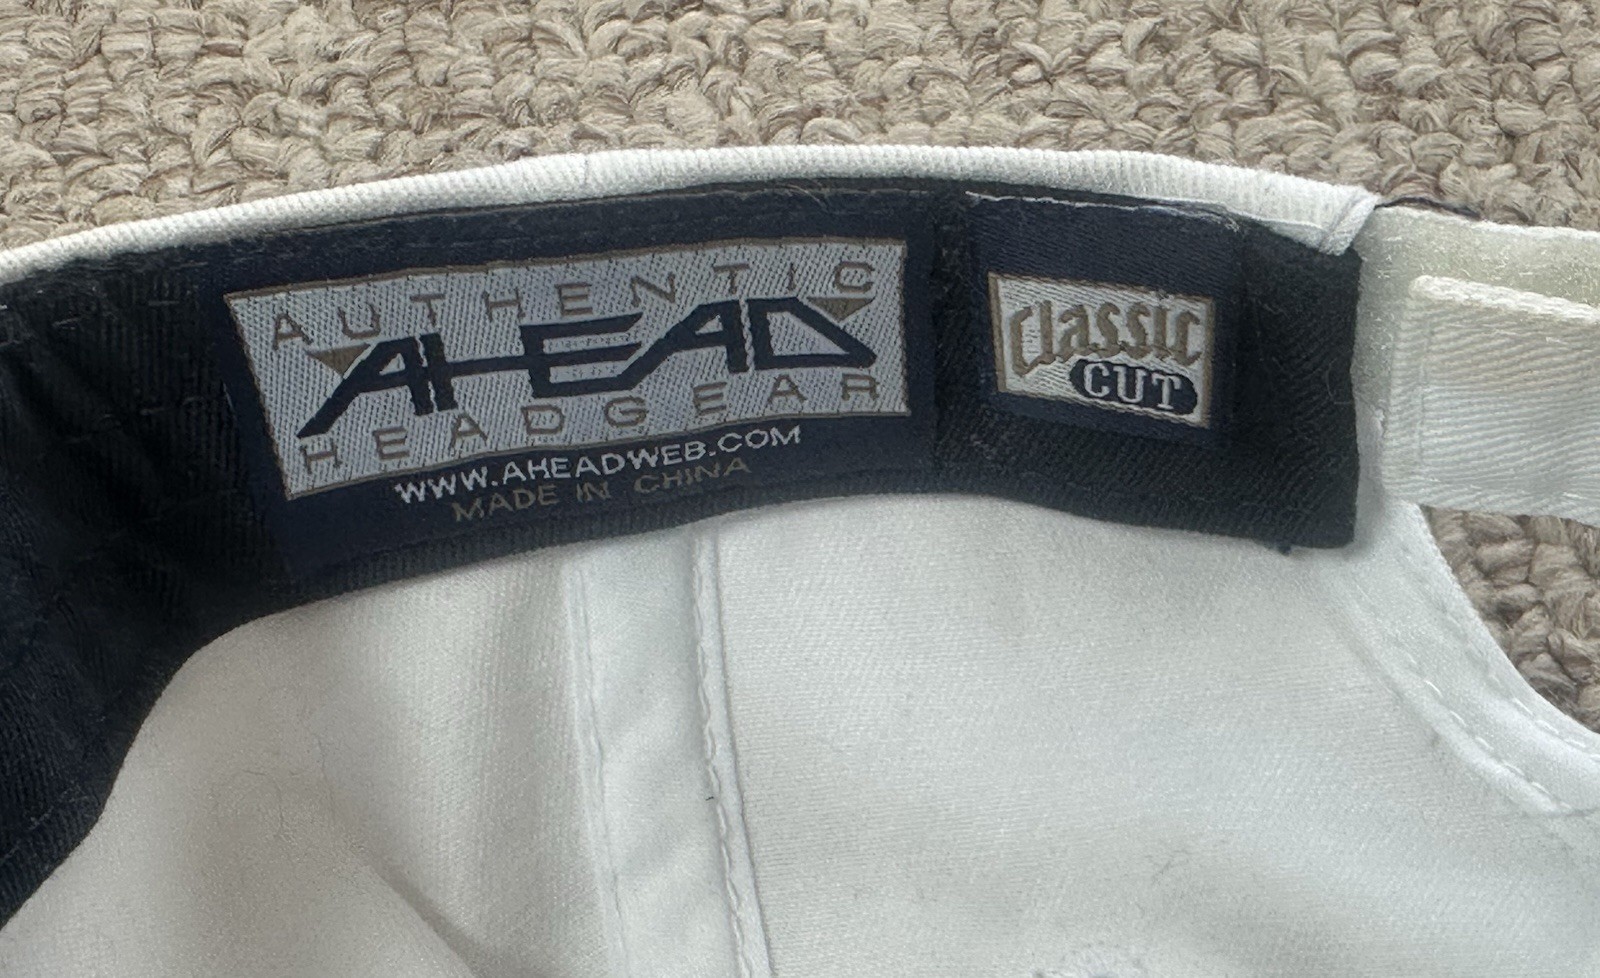 AUTHENTIC
AHEAD
HEADGEAR
WWW.AHEADWEB.COM
MADE IN CHINA
classic
CUT